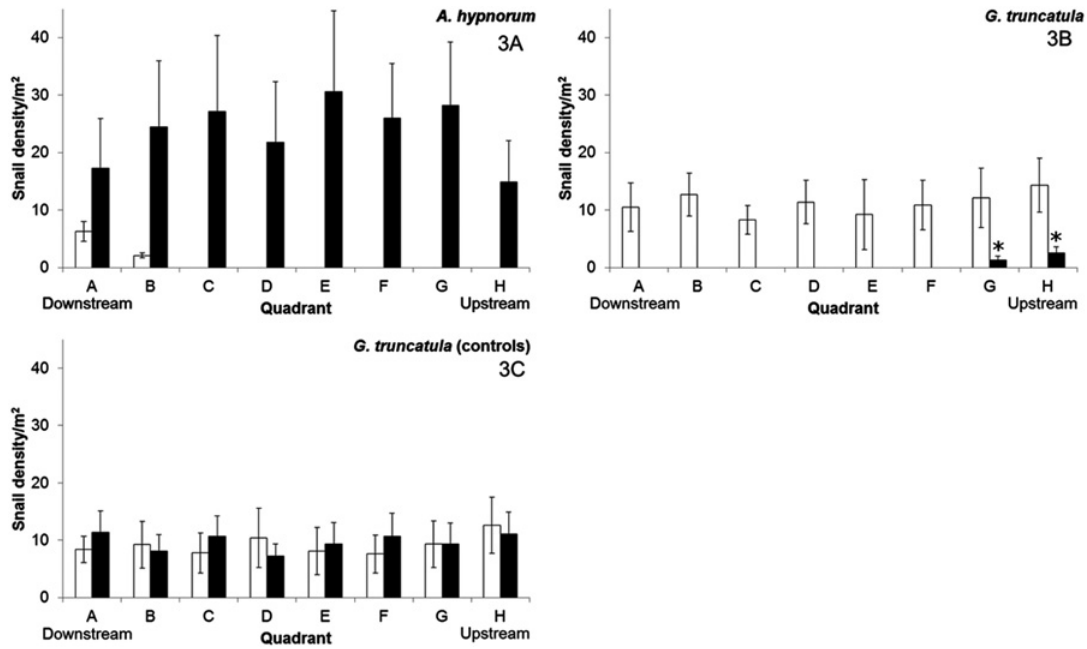 A. hypnorum
3A
Snail density/m²
40
30
20
10
0
A B C D E F G H
Downstream Quadrant Upstream
G. truncatula
3B
Snail density/m²
40
30
20
10
0
* *
A B C D E F G H
Downstream Quadrant Upstream
G. truncatula (controls)
3C
Snail density/m²
40
30
20
10
0
A B C D E F G H
Downstream Quadrant Upstream